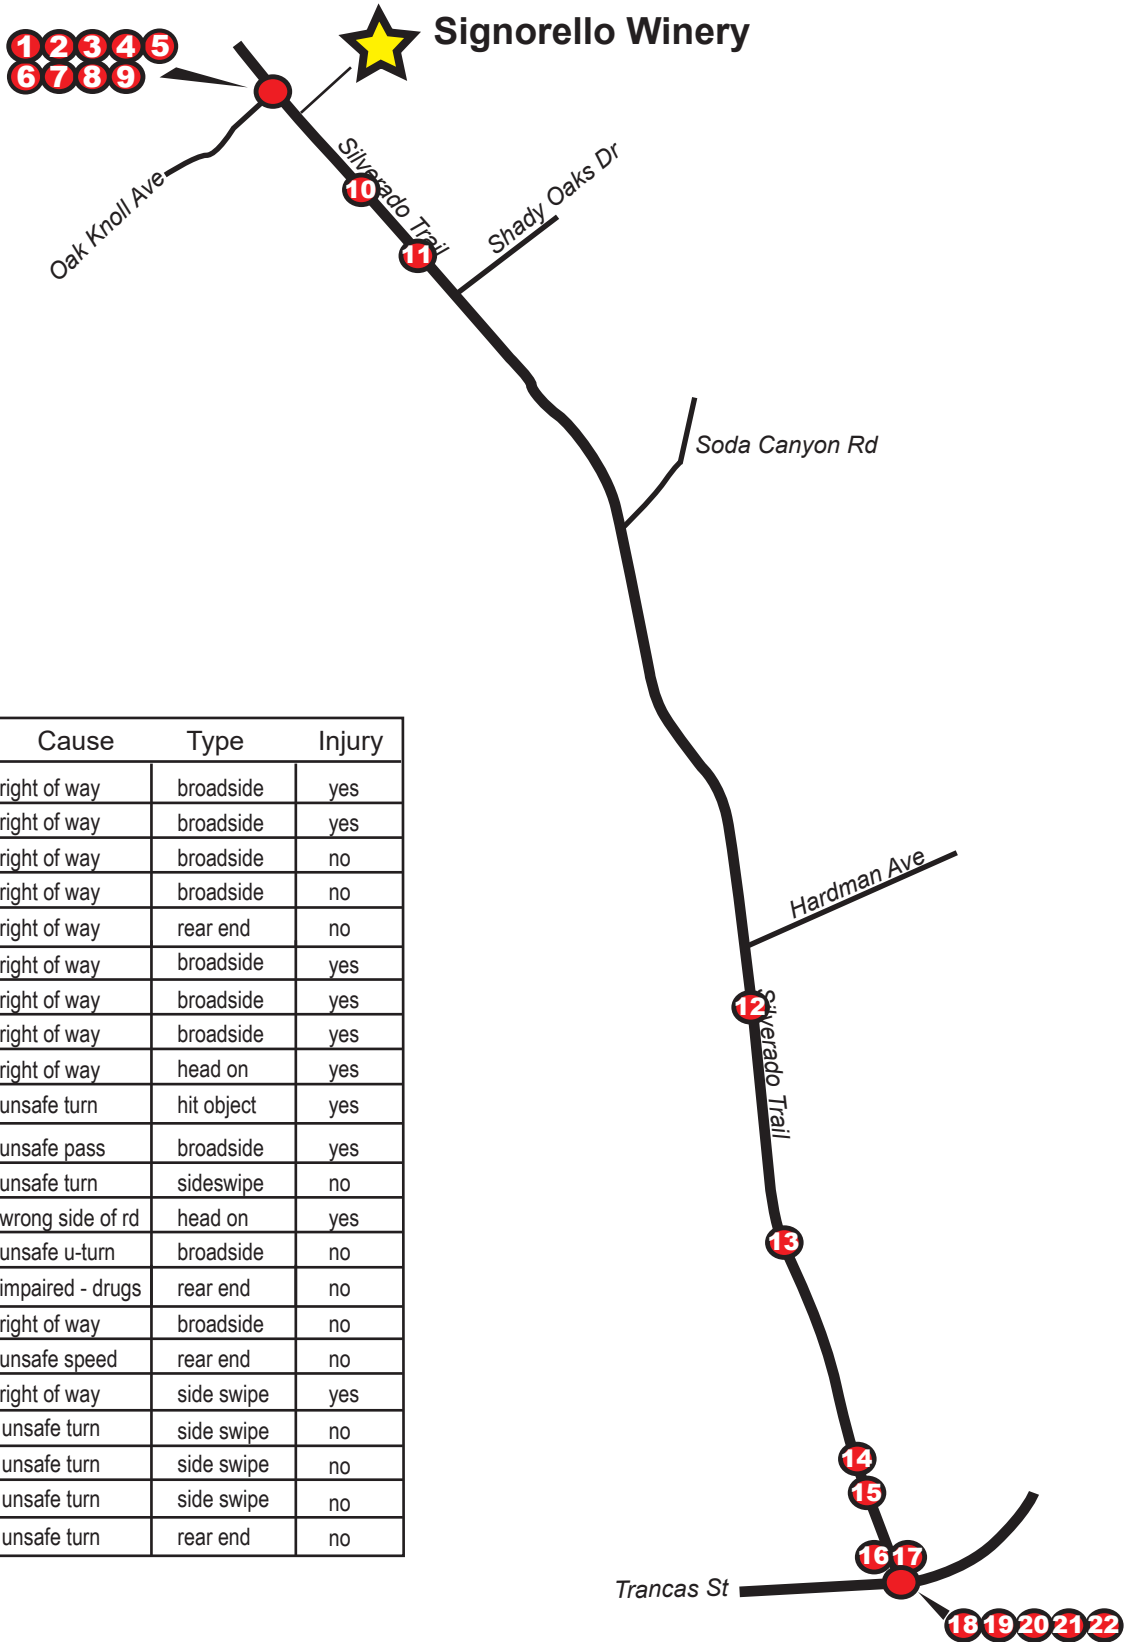 Signorello Winery
1 2 3 4 5
6 7 8 9
Oak Knoll Ave
Silverado Trail
10
Shady Oaks Dr
11
Soda Canyon Rd
Cause Type Injury
right of way broadside yes
right of way broadside yes
right of way broadside no
right of way broadside no
right of way rear end no
right of way broadside yes
right of way broadside yes
right of way broadside yes
right of way head on yes
unsafe turn hit object yes
unsafe pass broadside yes
unsafe turn sideswipe no
wrong side of rd head on yes
unsafe u-turn broadside no
impaired - drugs rear end no
right of way broadside no
unsafe speed rear end no
right of way side swipe yes
unsafe turn side swipe no
unsafe turn side swipe no
unsafe turn side swipe no
unsafe turn rear end no
Hardman Ave
12
Silverado Trail
13
14
15
16 17
Trancas St
18 19 20 21 22